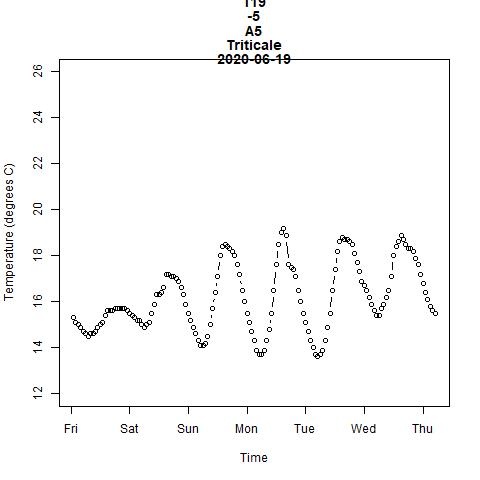 T19
-5
A5
Triticale
2020-06-19
Temperature (degrees C)
26
24
22
20
18
16
14
12
Fri Sat Sun Mon Tue Wed Thu
Time